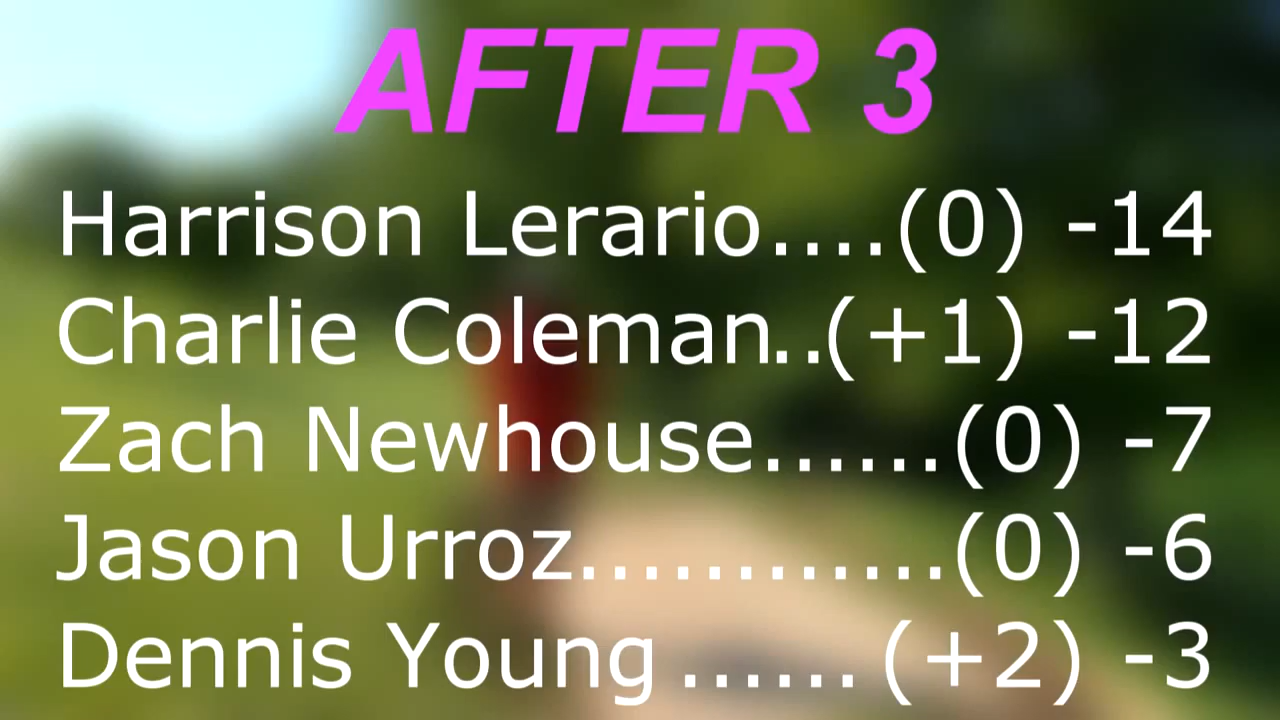 AFTER 3
Harrison Lerario....(0) -14
Charlie Coleman..(+1) -12
Zach Newhouse......(0) -7
Jason Urroz............(0) -6
Dennis Young ......(+2) -3